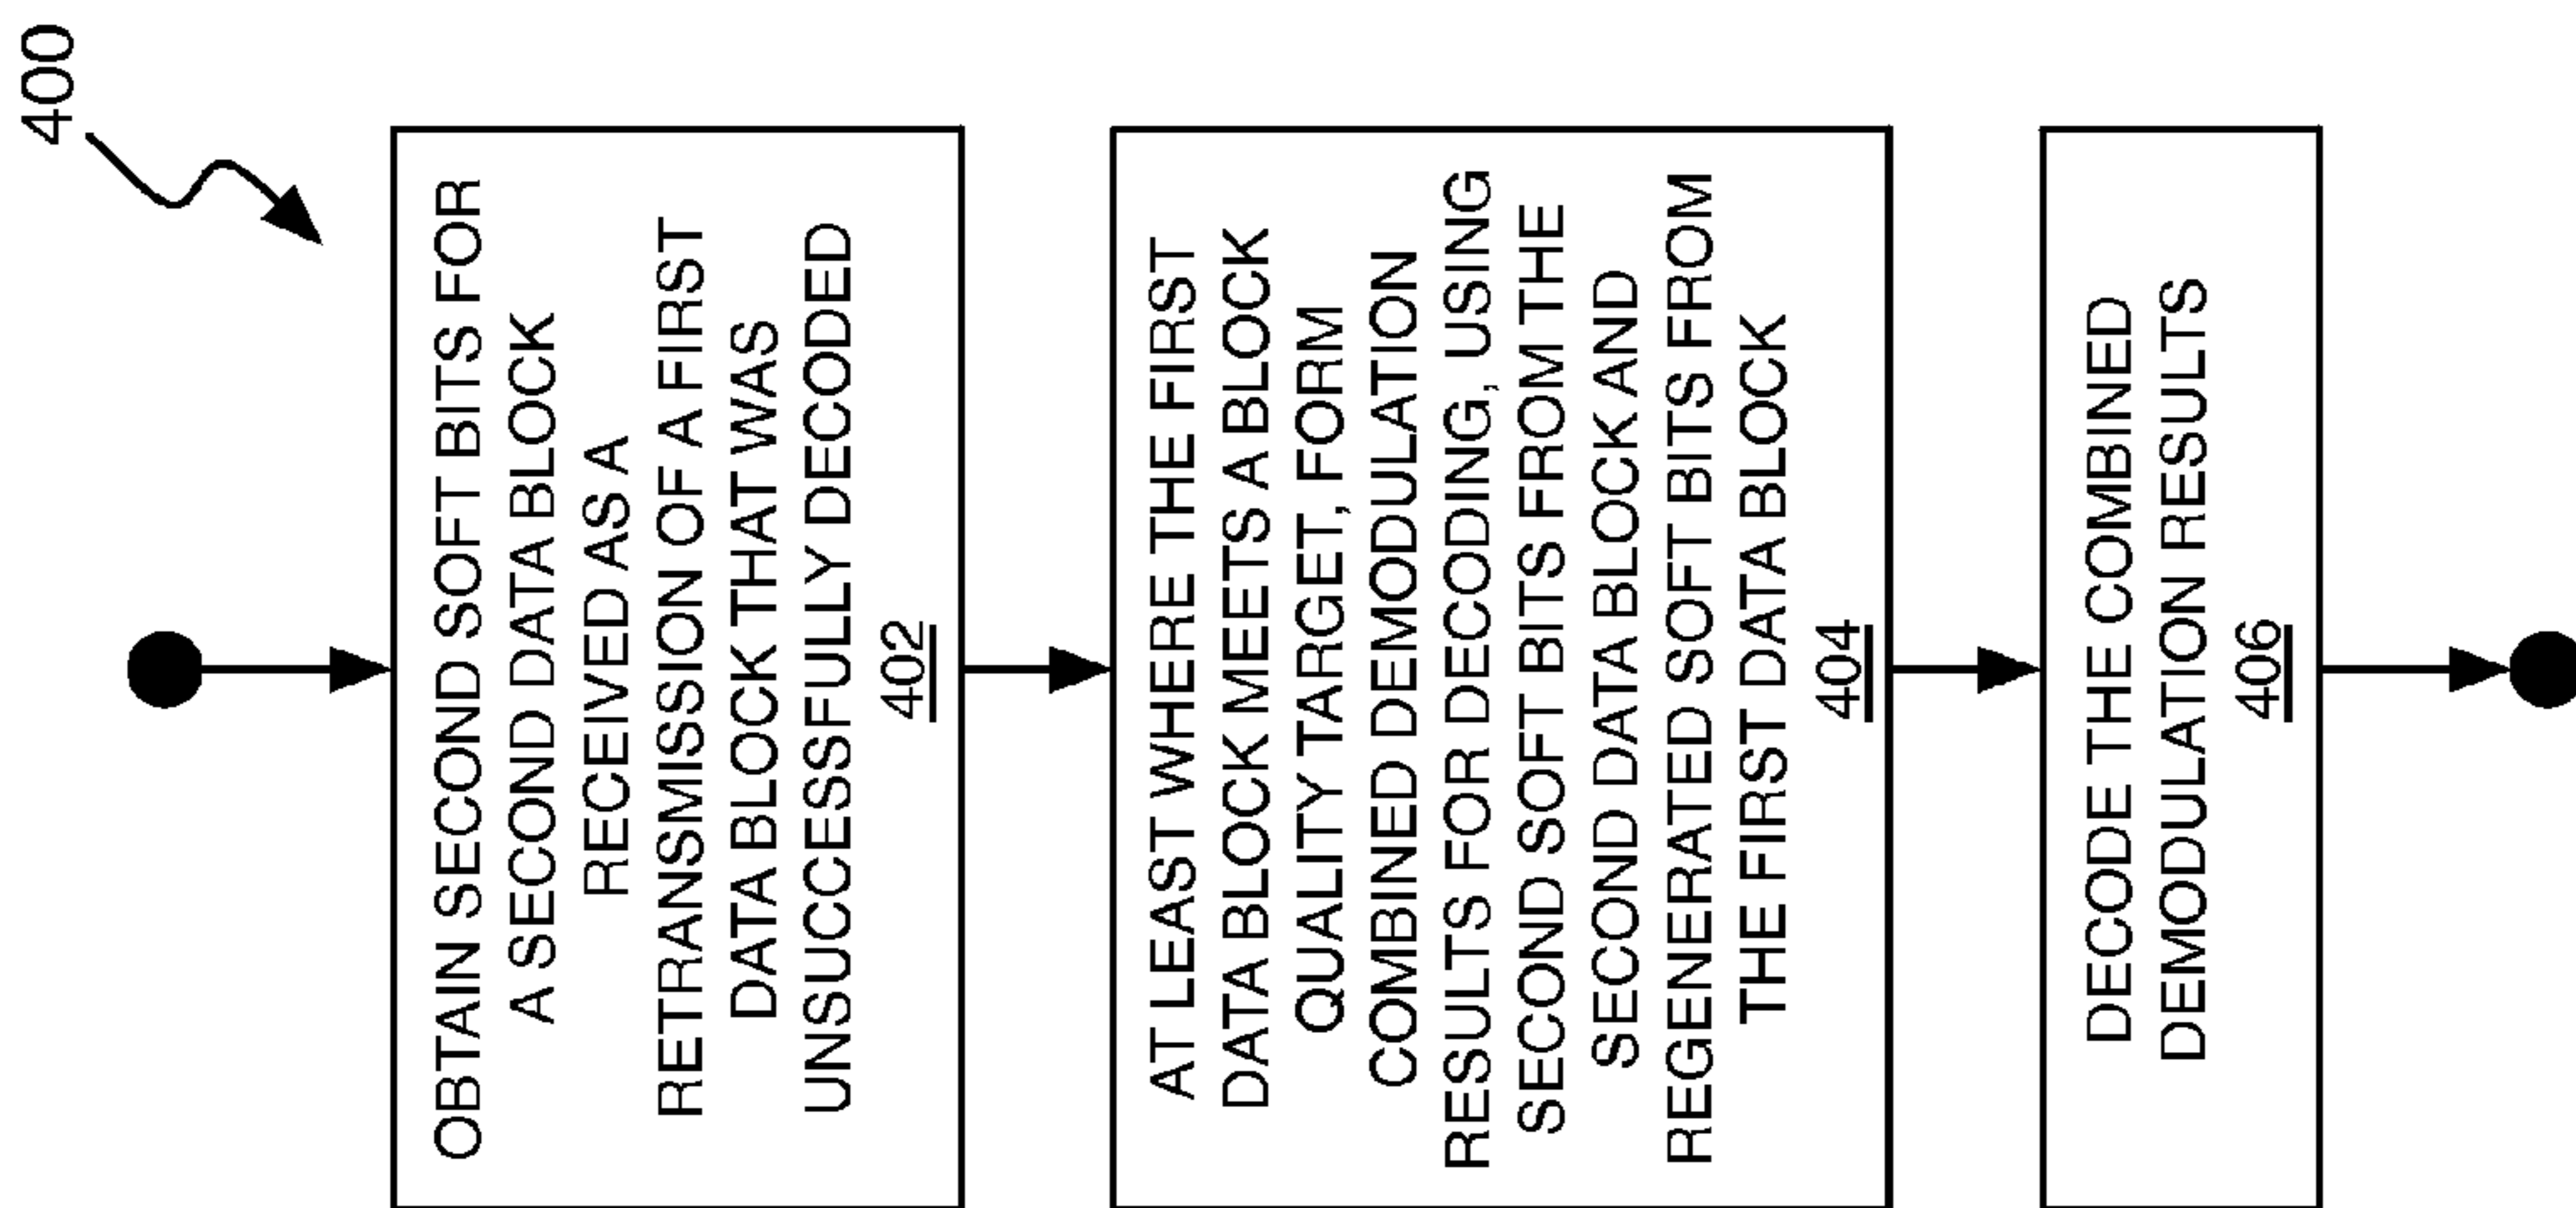 400
OBTAIN SECOND SOFT BITS FOR
A SECOND DATA BLOCK
RECEIVED AS A
RETRANSMISSION OF A FIRST
DATA BLOCK THAT WAS
UNSUCCESSFULLY DECODED
402
AT LEAST WHERE THE FIRST
DATA BLOCK MEETS A BLOCK
QUALITY TARGET, FORM
COMBINED DEMODULATION
RESULTS FOR DECODING, USING
SECOND SOFT BITS FROM THE
SECOND DATA BLOCK AND
REGENERATED SOFT BITS FROM
THE FIRST DATA BLOCK
404
DECODE THE COMBINED
DEMODULATION RESULTS
406